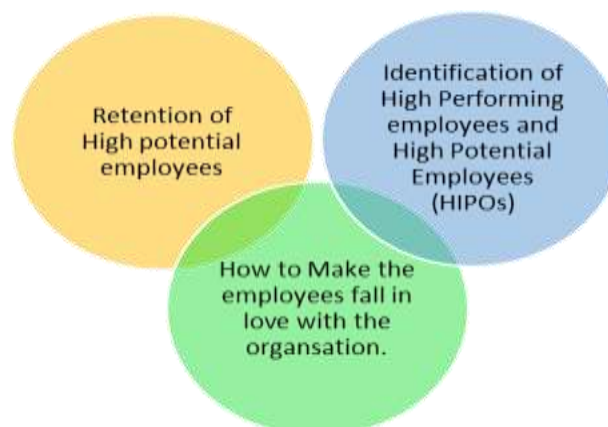 Retention of
High potential
employees
Identification of
High Performing
employees and
High Potential
Employees
(HIPOs)
How to Make the
employees fall in
love with the
organsation.